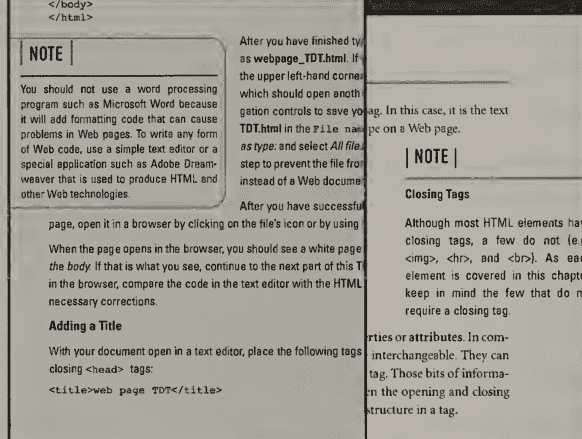 </body>
</html>
NOTE
You should not use a word processing
program such as Microsoft Word because
it will add formatting code that can cause
problems in Web pages. To write any form
of Web code, use a simple text editor or a
special application such as Adobe Dream-
weaver that is used to produce HTML and
other Web technologies.
After you have finished ty
as webpage_TDT.html. If
the upper left-hand corne
which should open anoth
gation controls to save yo
TDT.html in the File nam
as type: and select All file
step to prevent the file fro
instead of a Web docume
After you have successfu
page, open it in a browser by clicking on the file's icon or by using
When the page opens in the browser, you should see a white page
the body. If that is what you see, continue to the next part of this T
in the browser, compare the code in the text editor with the HTML
necessary corrections.
Adding a Title
With your document open in a text editor, place the following tags
closing <head> tags:
<title>web page TDT</title>
ag. In this case, it is the text
pe on a Web page.
NOTE
Closing Tags
Although most HTML elements hav
closing tags, a few do not (e.g
<img>, <hr>, and <br>). As eac
element is covered in this chapte
keep in mind the few that do n
require a closing tag.
rties or attributes. In com-
interchangeable. They can
tag. Those bits of informa-
n the opening and closing
structure in a tag.